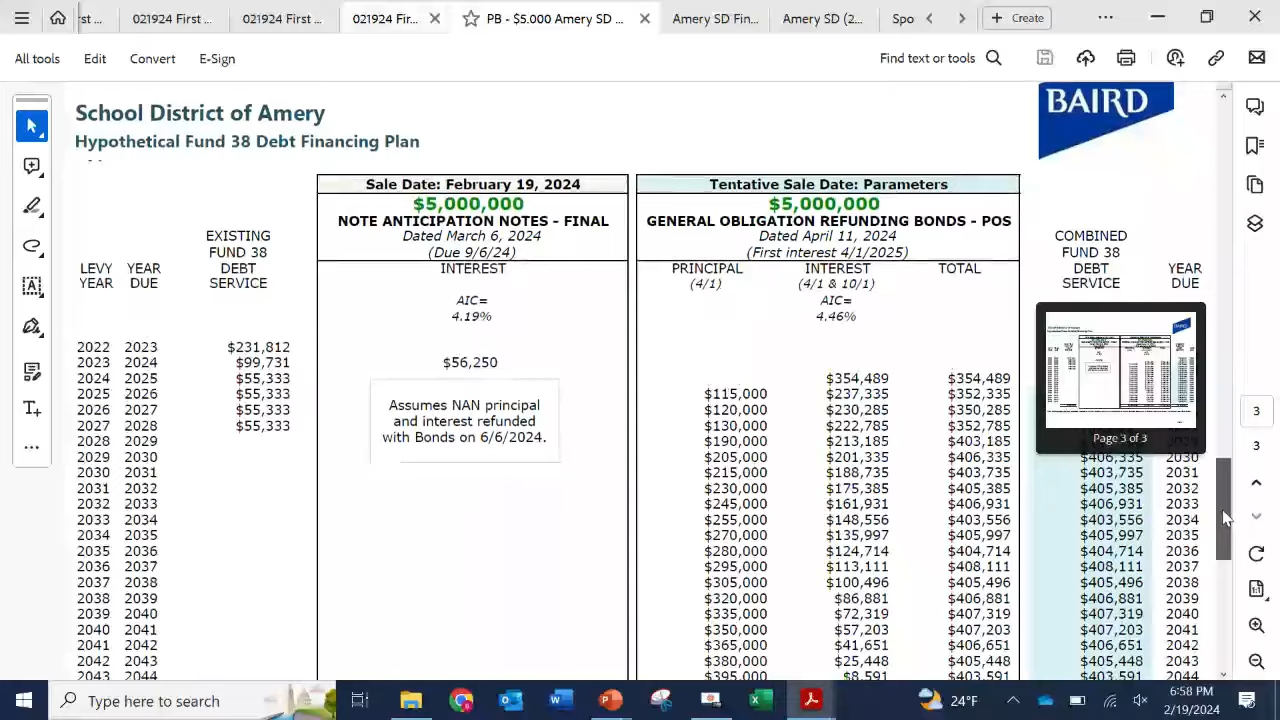 021924 First ...
021924 First ...
021924 Fir...
PB - $5.000 Amery SD ...
Amery SD Fin...
Amery SD (2...
Spo
Create
All tools
Edit
Convert
E-Sign
Find text or tools
School District of Amery
Hypothetical Fund 38 Debt Financing Plan
BAIRD
Sale Date: February 19, 2024
$5,000,000
NOTE ANTICIPATION NOTES - FINAL
Dated March 6, 2024
(Due 9/6/24)
Tentative Sale Date: Parameters
$5,000,000
GENERAL OBLIGATION REFUNDING BONDS - POS
Dated April 11, 2024
(First interest 4/1/2025)
LEVY YEAR
YEAR DUE
EXISTING FUND 38 DEBT SERVICE
INTEREST
AIC=
4.19%
PRINCIPAL
(4/1)
INTEREST
(4/1 & 10/1)
AIC=
4.46%
TOTAL
COMBINED FUND 38 DEBT SERVICE
YEAR DUE
2022 2023 $231,812
2023 2024 $99,731 $56,250
2024 2025 $55,333 $354,489 $354,489
2025 2026 $55,333 $115,000 $237,335 $352,335
2026 2027 $55,333 $120,000 $230,285 $350,285
2027 2028 $55,333 $130,000 $222,785 $352,785
2028 2029 $190,000 $213,185 $403,185
2029 2030 $205,000 $201,335 $406,335 $406,335 2030
2030 2031 $215,000 $188,735 $403,735 $403,735 2031
2031 2032 $230,000 $175,385 $405,385 $405,385 2032
2032 2033 $245,000 $161,931 $406,931 $406,931 2033
2033 2034 $255,000 $148,556 $403,556 $403,556 2034
2034 2035 $270,000 $135,997 $405,997 $405,997 2035
2035 2036 $280,000 $124,714 $404,714 $404,714 2036
2036 2037 $295,000 $113,111 $408,111 $408,111 2037
2037 2038 $305,000 $100,496 $405,496 $405,496 2038
2038 2039 $320,000 $86,881 $406,881 $406,881 2039
2039 2040 $335,000 $72,319 $407,319 $407,319 2040
2040 2041 $350,000 $57,203 $407,203 $407,203 2041
2041 2042 $365,000 $41,651 $406,651 $406,651 2042
2042 2043 $380,000 $25,448 $405,448 $405,448 2043
2043 2044 $395,000 $8,591 $403,591 $403,591 2044
Assumes NAN principal
and interest refunded
with Bonds on 6/6/2024.
Page 3 of 3
3
3
Type here to search
24°F
6:58 PM
2/19/2024